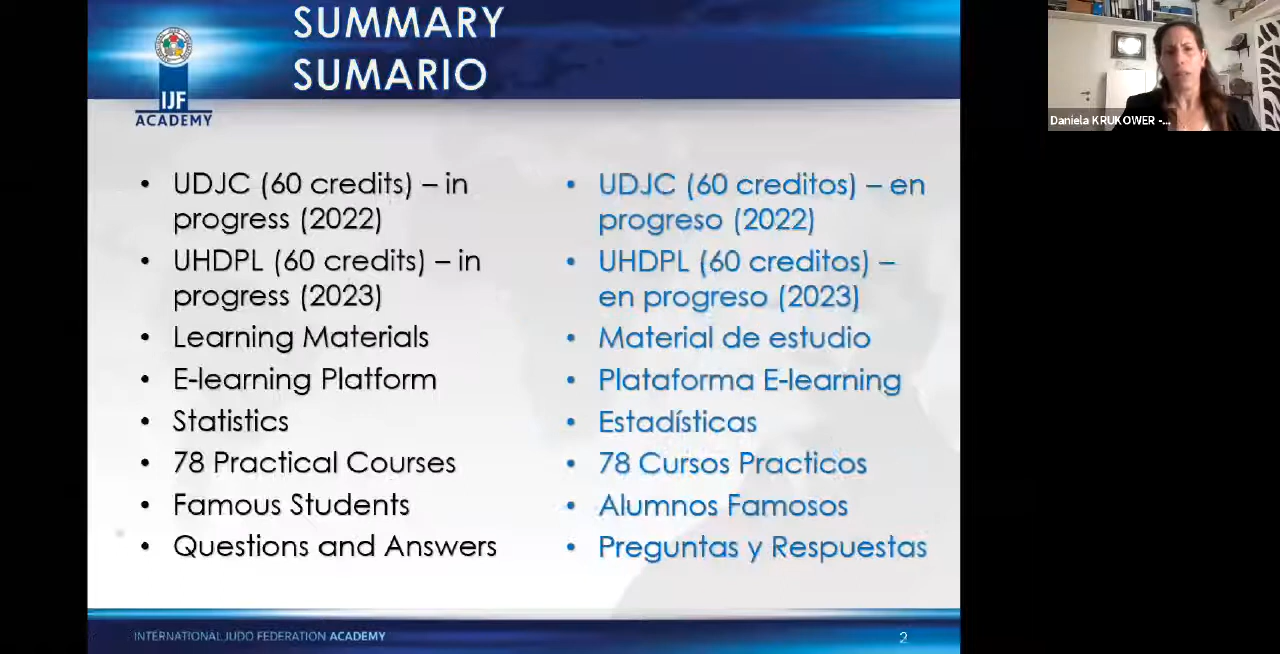 SUMMARY
SUMARIO
IJF
ACADEMY
• UDJC (60 credits) – in
progress (2022)
• UHDPL (60 credits) – in
progress (2023)
• Learning Materials
• E-learning Platform
• Statistics
• 78 Practical Courses
• Famous Students
• Questions and Answers
• UDJC (60 creditos) – en
progreso (2022)
• UHDPL (60 creditos) –
en progreso (2023)
• Material de estudio
• Plataforma E-learning
• Estadísticas
• 78 Cursos Practicos
• Alumnos Famosos
• Preguntas y Respuestas
INTERNATIONAL JUDO FEDERATION ACADEMY
2
Daniela KRUKOWER -...